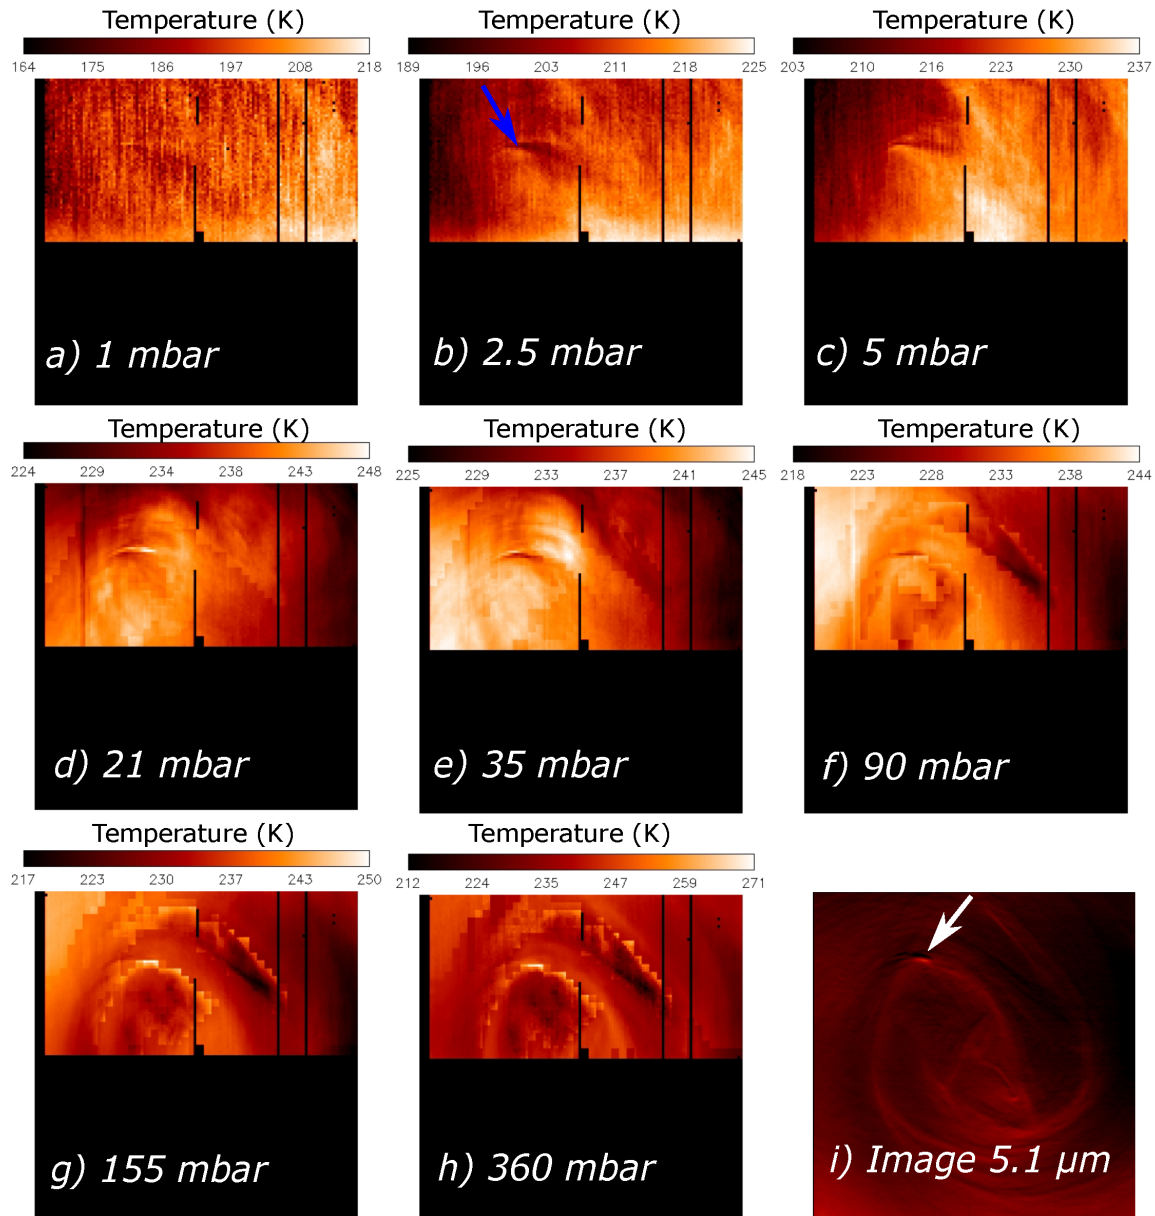 Temperature (K) Temperature (K) Temperature (K)
164 175 186 197 208 218 189 196 203 211 218 225 203 210 216 223 230 237
a) 1 mbar b) 2.5 mbar c) 5 mbar
Temperature (K) Temperature (K) Temperature (K)
224 229 234 238 243 248 225 229 233 237 241 245 218 224 228 234 238 244
d) 21 mbar e) 35 mbar f) 90 mbar
Temperature (K) Temperature (K)
217 223 230 237 243 250 212 224 235 247 259 271
g) 155 mbar h) 360 mbar i) Image 5.1 µm